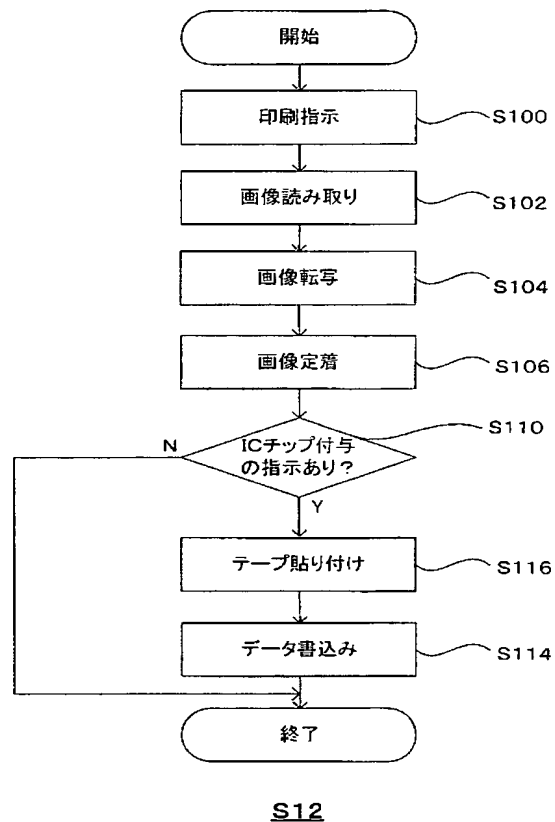 開始
印刷指示
S100
画像読み取り
S102
画像転写
S104
画像定着
S106
ICチップ付与
の指示あり?
S110
N
Y
テープ貼り付け
S116
データ書込み
S114
終了
S12